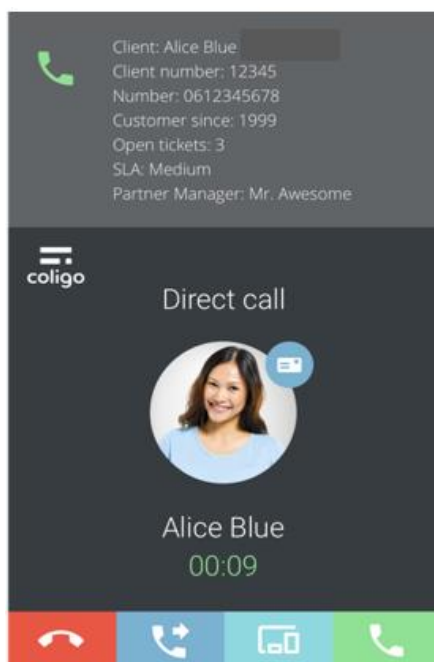 Client: Alice Blue
Client number: 12345
Number: 0612345678
Customer since: 1999
Open tickets: 3
SLA: Medium
Partner Manager: Mr. Awesome
coligo
Direct call
Alice Blue
00:09